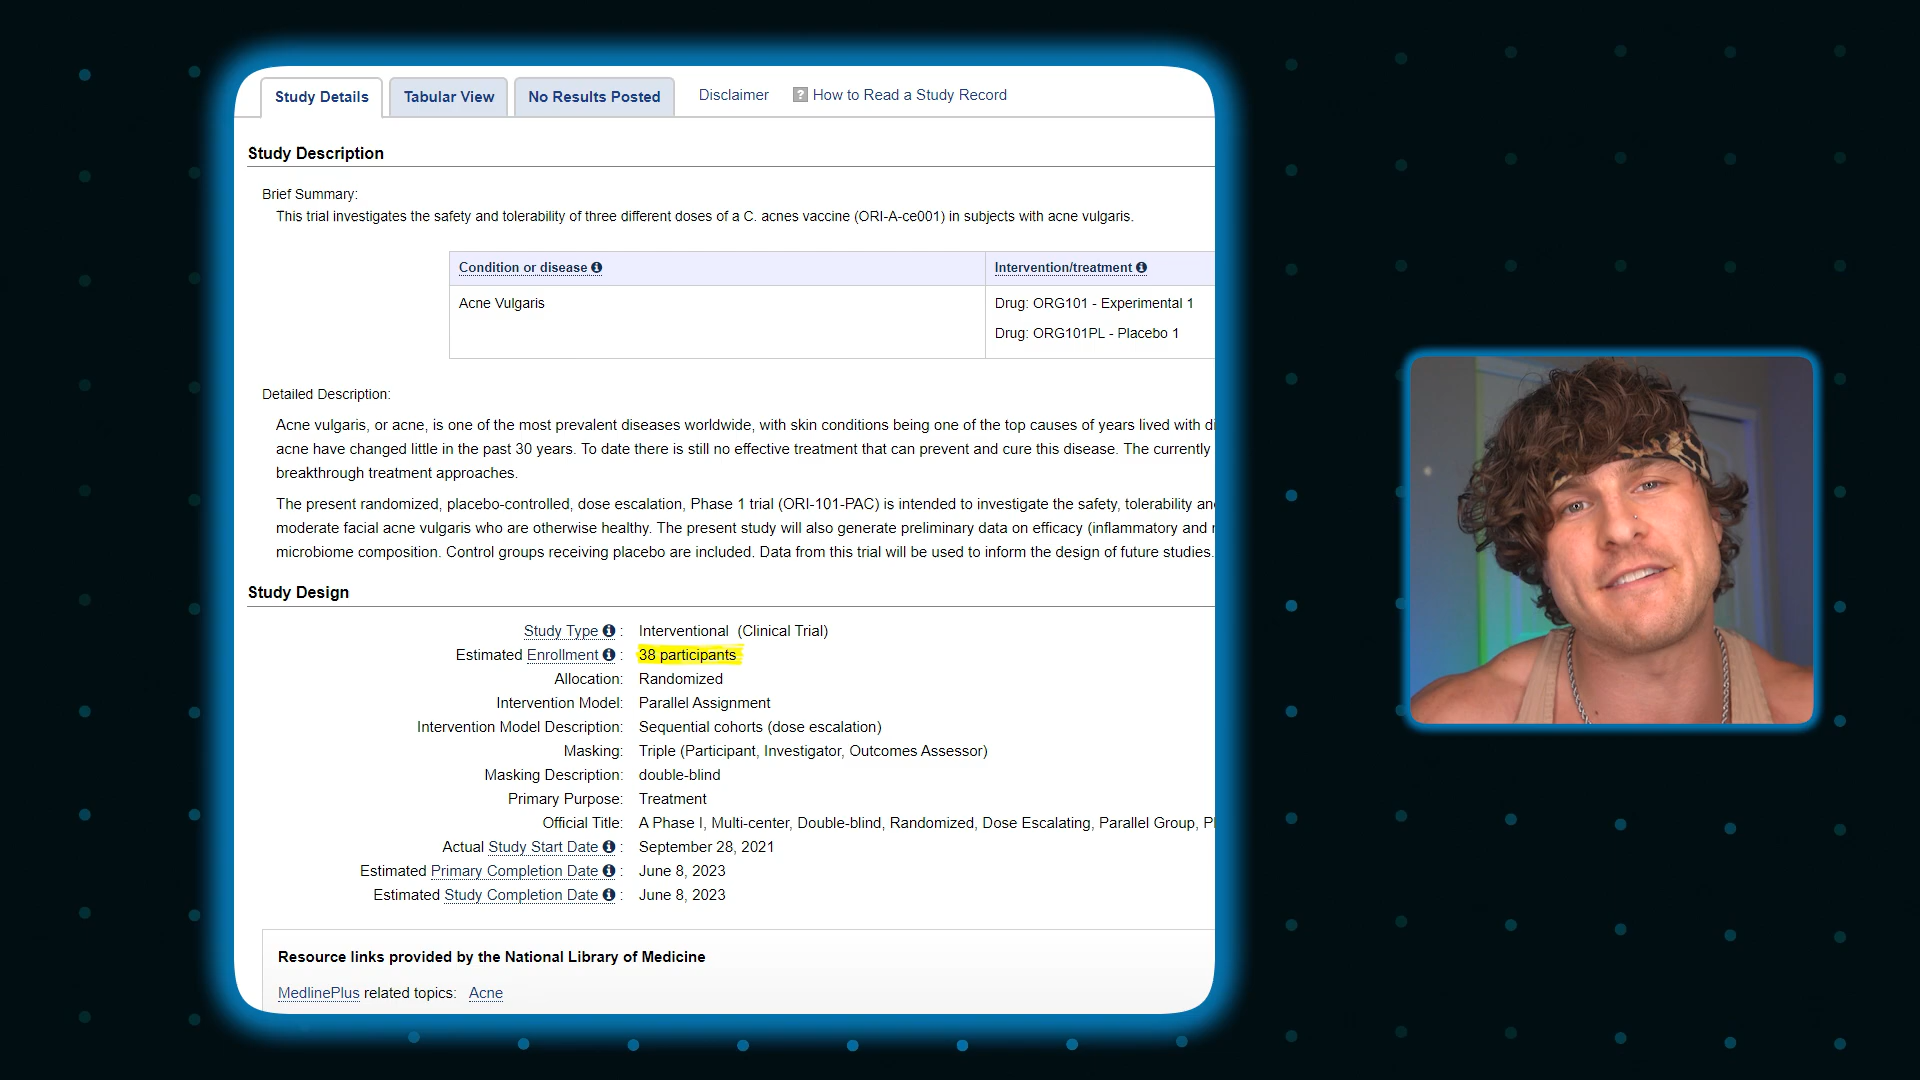 Study Details Tabular View No Results Posted Disclaimer ? How to Read a Study Record
Study Description
Brief Summary:
This trial investigates the safety and tolerability of three different doses of a C. acnes vaccine (ORI-A-ce001) in subjects with acne vulgaris.
Condition or disease Intervention/treatment
Acne Vulgaris Drug: ORG101 - Experimental 1
Drug: ORG101PL - Placebo 1
Detailed Description:
Acne vulgaris, or acne, is one of the most prevalent diseases worldwide, with skin conditions being one of the top causes of years lived with di
acne have changed little in the past 30 years. To date there is still no effective treatment that can prevent and cure this disease. The currently
breakthrough treatment approaches.
The present randomized, placebo-controlled, dose escalation, Phase 1 trial (ORI-101-PAC) is intended to investigate the safety, tolerability an
moderate facial acne vulgaris who are otherwise healthy. The present study will also generate preliminary data on efficacy (inflammatory and
microbiome composition. Control groups receiving placebo are included. Data from this trial will be used to inform the design of future studies.
Study Design
Study Type : Interventional (Clinical Trial)
Estimated Enrollment : 38 participants
Allocation: Randomized
Intervention Model: Parallel Assignment
Intervention Model Description: Sequential cohorts (dose escalation)
Masking: Triple (Participant, Investigator, Outcomes Assessor)
Masking Description: double-blind
Primary Purpose: Treatment
Official Title: A Phase I, Multi-center, Double-blind, Randomized, Dose Escalating, Parallel Group, Pl
Actual Study Start Date : September 28, 2021
Estimated Primary Completion Date : June 8, 2023
Estimated Study Completion Date : June 8, 2023
Resource links provided by the National Library of Medicine
MedlinePlus related topics: Acne